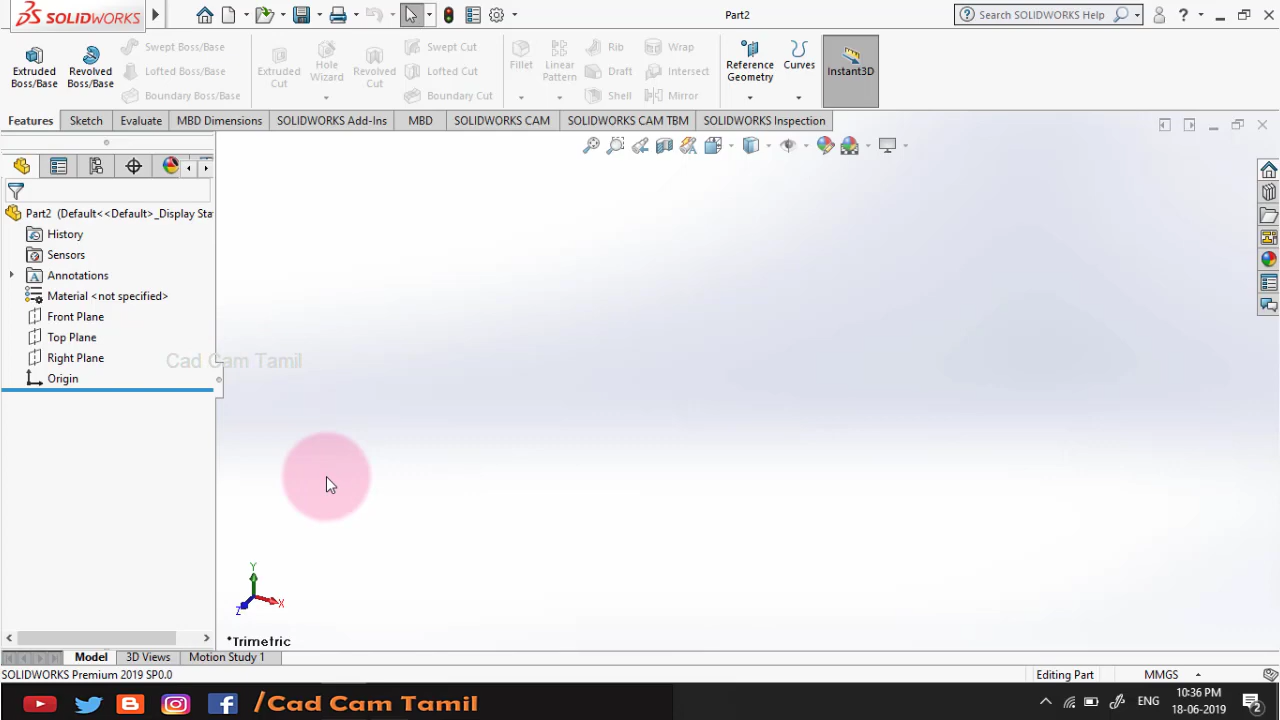 SOLIDWORKS
Part2
Search SOLIDWORKS Help
Extruded Boss/Base
Revolved Boss/Base
Swept Boss/Base
Lofted Boss/Base
Boundary Boss/Base
Extruded Cut
Hole Wizard
Revolved Cut
Swept Cut
Lofted Cut
Boundary Cut
Fillet
Linear Pattern
Rib
Draft
Shell
Wrap
Intersect
Mirror
Reference Geometry
Curves
Instant3D
Features
Sketch
Evaluate
MBD Dimensions
SOLIDWORKS Add-Ins
MBD
SOLIDWORKS CAM
SOLIDWORKS CAM TBM
SOLIDWORKS Inspection
Part2 (Default<<Default>_Display Sta
History
Sensors
Annotations
Material <not specified>
Front Plane
Top Plane
Right Plane
Origin
Cad Cam Tamil
Y
X
Z
*Trimetric
Model
3D Views
Motion Study 1
SOLIDWORKS Premium 2019 SP0.0
Editing Part
MMGS
/Cad Cam Tamil
ENG
10:36 PM
18-06-2019
2